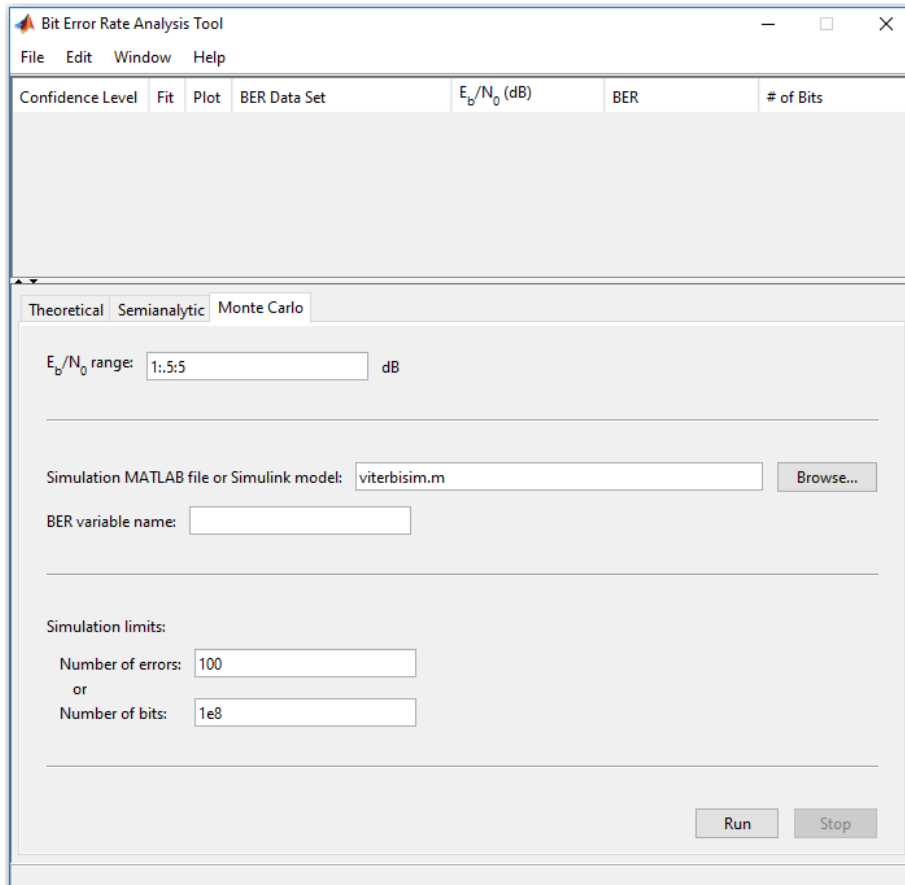 Bit Error Rate Analysis Tool
File Edit Window Help
Confidence Level Fit Plot BER Data Set Eb/N0 (dB) BER # of Bits
Theoretical Semianalytic Monte Carlo
Eb/N0 range: 1:.5:5 dB
Simulation MATLAB file or Simulink model: viterbisim.m Browse...
BER variable name:
Simulation limits:
Number of errors: 100
or
Number of bits: 1e8
Run Stop